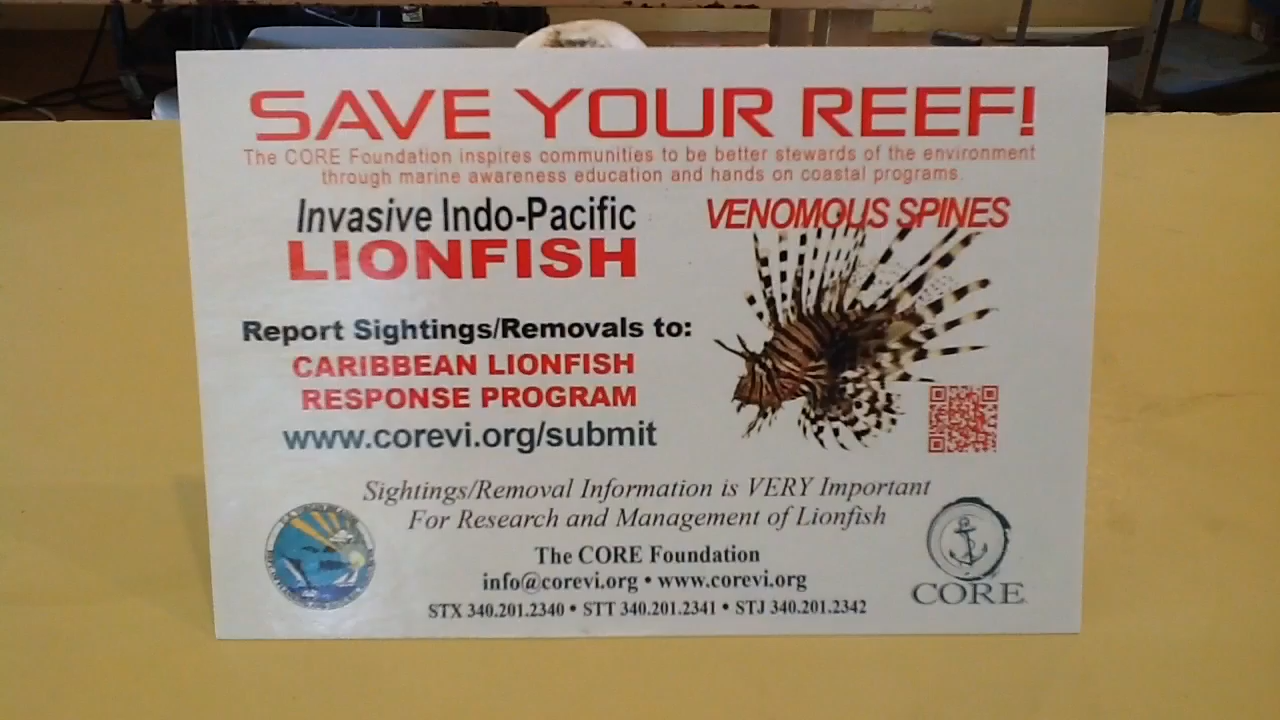 SAVE YOUR REEF!
The CORE Foundation inspires communities to be better stewards of the environment
through marine awareness education and hands on coastal programs.
Invasive Indo-Pacific
LIONFISH
VENOMOUS SPINES
Report Sightings/Removals to:
CARIBBEAN LIONFISH
RESPONSE PROGRAM
www.corevi.org/submit
Sightings/Removal Information is VERY Important
For Research and Management of Lionfish
The CORE Foundation
info@corevi.org • www.corevi.org
STX 340.201.2340 • STT 340.201.2341 • STJ 340.201.2342
CORE